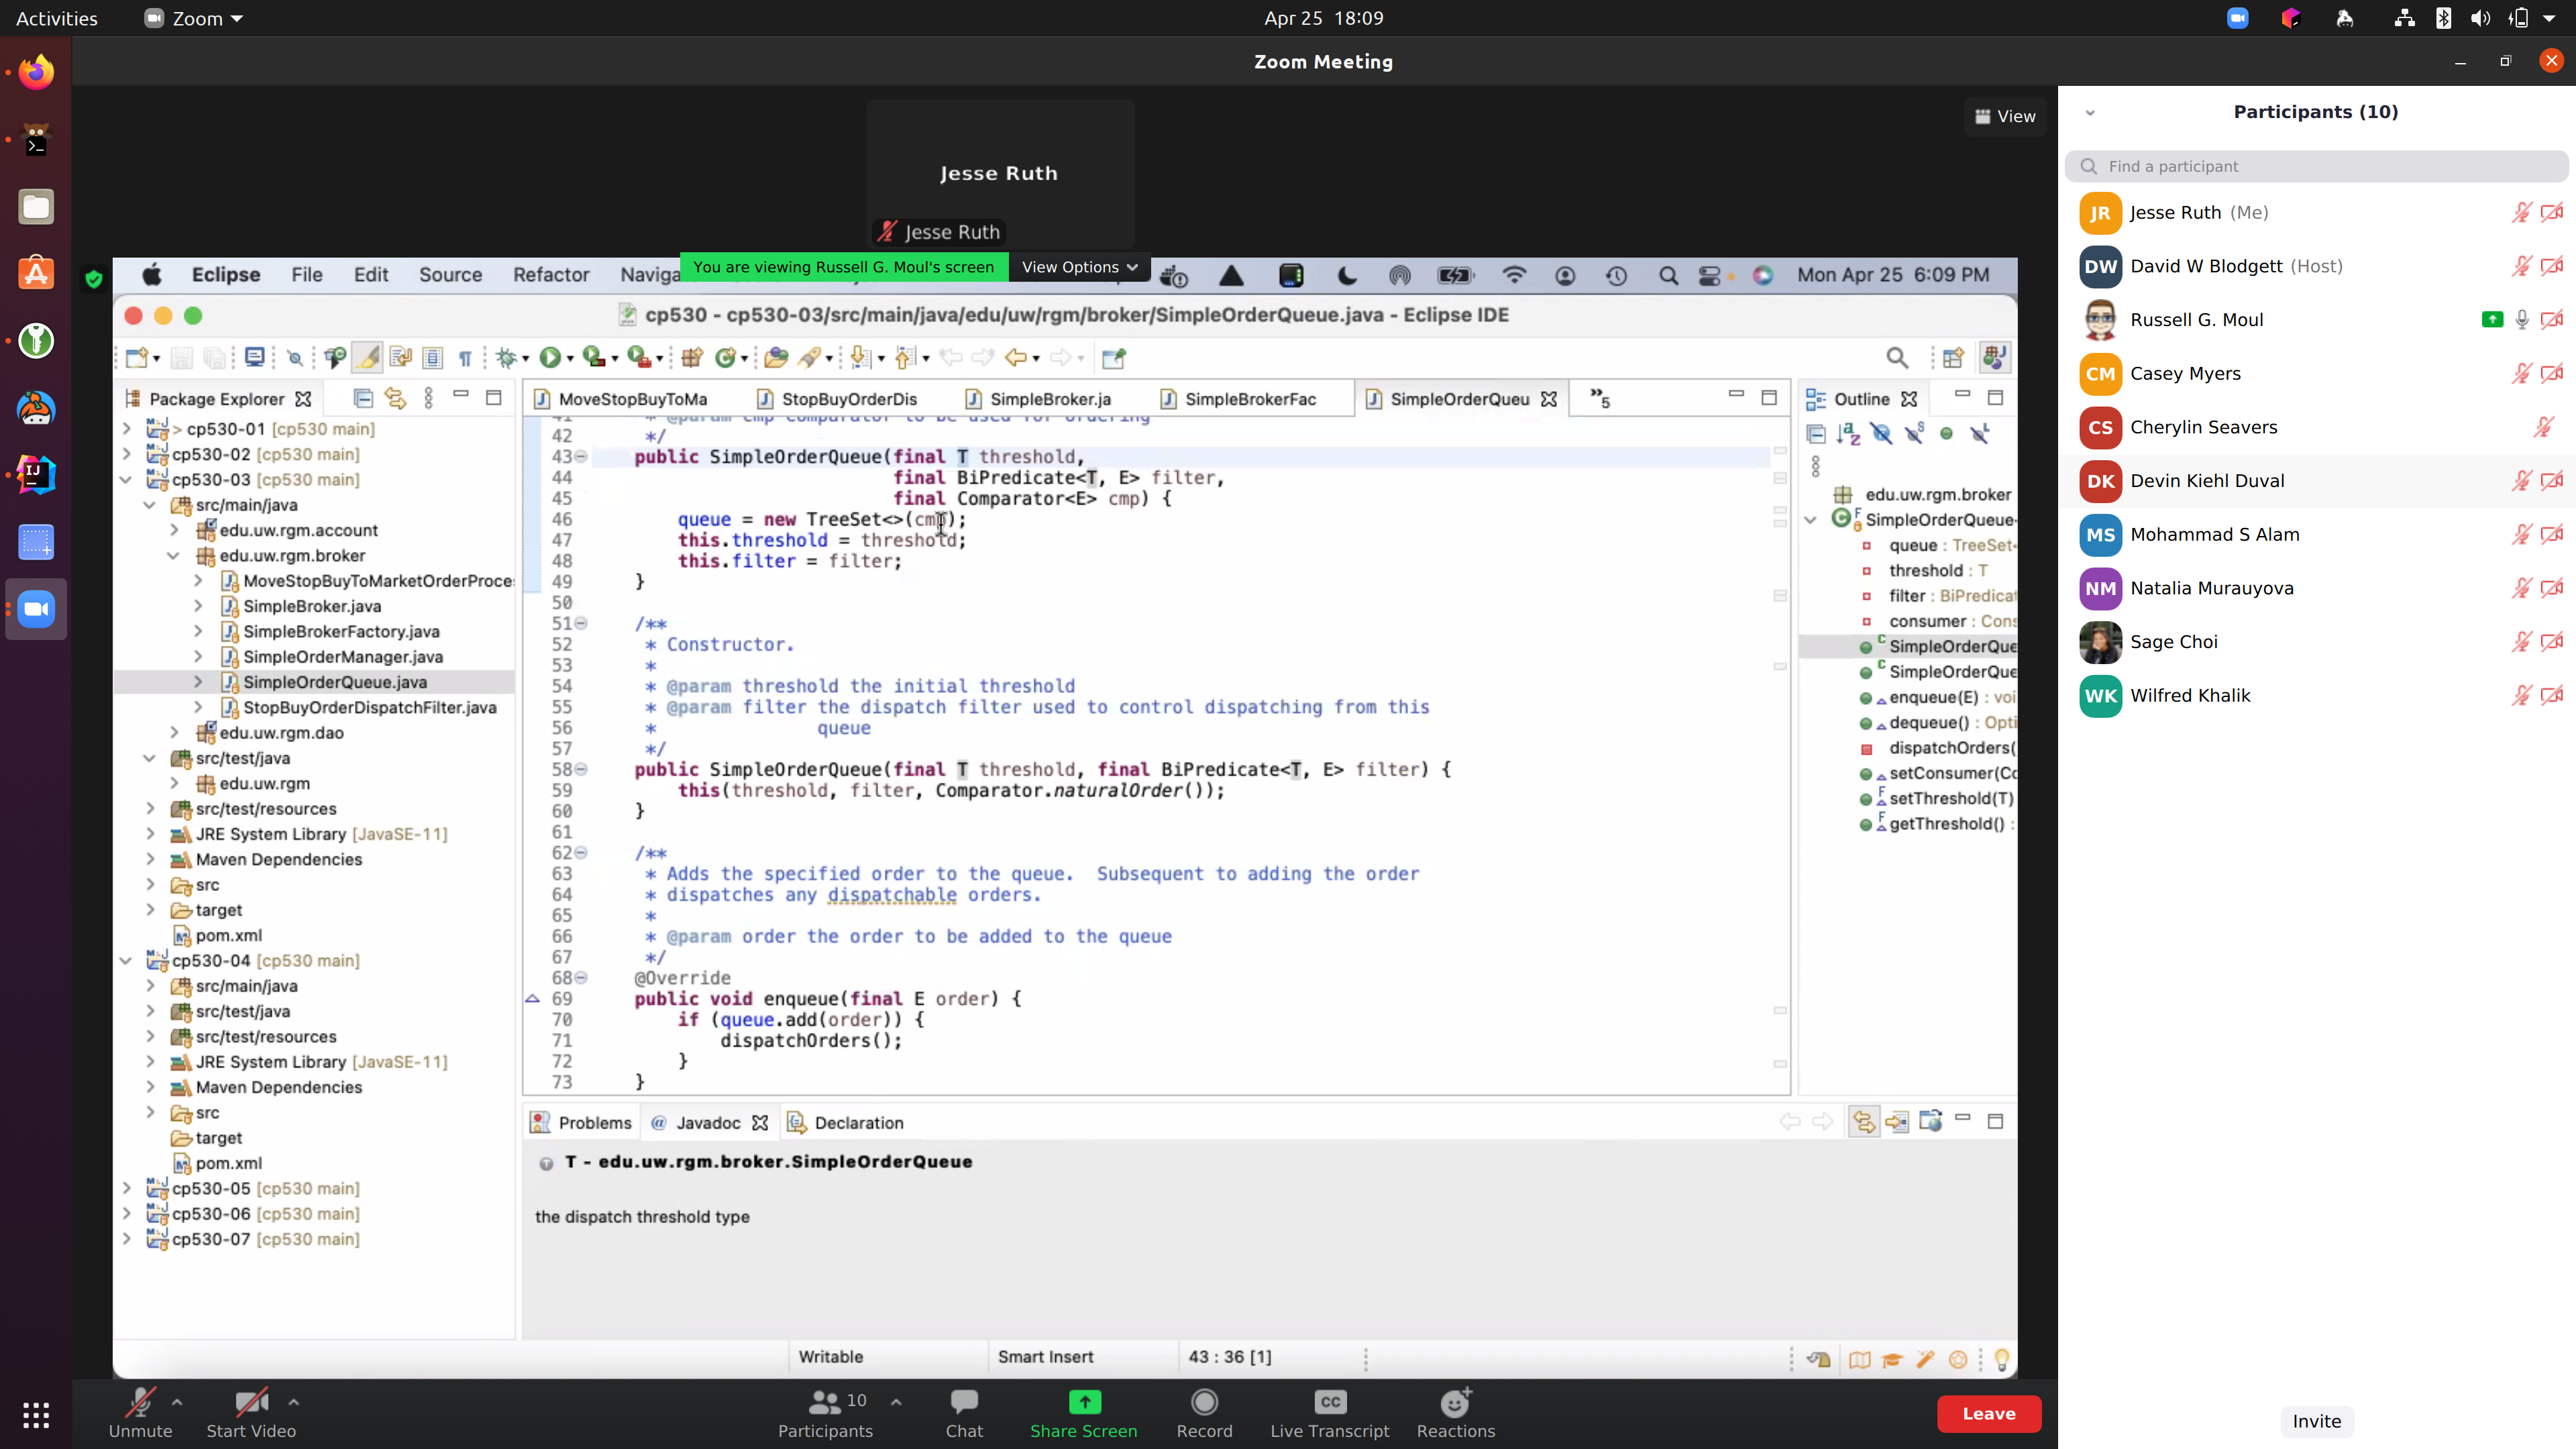 Activities
Zoom
Apr 25 18:09
Zoom Meeting
Jesse Ruth
Jesse Ruth
View
You are viewing Russell G. Moul's screen
View Options
Eclipse File Edit Source Refactor
Mon Apr 25 6:09 PM
cp530 - cp530-03/src/main/java/edu/uw/rgm/broker/SimpleOrderQueue.java - Eclipse IDE
Package Explorer
> cp530-01 [cp530 main]
cp530-02 [cp530 main]
cp530-03 [cp530 main]
src/main/java
edu.uw.rgm.account
edu.uw.rgm.broker
MoveStopBuyToMarketOrderProce
SimpleBroker.java
SimpleBrokerFactory.java
SimpleOrderManager.java
SimpleOrderQueue.java
StopBuyOrderDispatchFilter.java
edu.uw.rgm.dao
src/test/java
edu.uw.rgm
src/test/resources
JRE System Library [JavaSE-11]
Maven Dependencies
src
target
pom.xml
cp530-04 [cp530 main]
src/main/java
src/test/java
src/test/resources
JRE System Library [JavaSE-11]
Maven Dependencies
src
target
pom.xml
cp530-05 [cp530 main]
cp530-06 [cp530 main]
cp530-07 [cp530 main]
MoveStopBuyToMa StopBuyOrderDis SimpleBroker.ja SimpleBrokerFac SimpleOrderQueu »5
41 * @param cmp Comparator to be used for ordering
42 */
43 public SimpleOrderQueue(final T threshold,
44 final BiPredicate<T, E> filter,
45 final Comparator<E> cmp) {
46 queue = new TreeSet<>(cmp);
47 this.threshold = threshold;
48 this.filter = filter;
49 }
50
51 /**
52 * Constructor.
53 *
54 * @param threshold the initial threshold
55 * @param filter the dispatch filter used to control dispatching from this
56 * queue
57 */
58 public SimpleOrderQueue(final T threshold, final BiPredicate<T, E> filter) {
59 this(threshold, filter, Comparator.naturalOrder());
60 }
61
62 /**
63 * Adds the specified order to the queue.  Subsequent to adding the order
64 * dispatches any dispatchable orders.
65 *
66 * @param order the order to be added to the queue
67 */
68 @Override
69 public void enqueue(final E order) {
70 if (queue.add(order)) {
71 dispatchOrders();
72 }
73 }
Outline
edu.uw.rgm.broker
SimpleOrderQueue
queue : TreeSet
threshold : T
filter : BiPredicat
consumer : Cons
SimpleOrderQue
SimpleOrderQue
enqueue(E) : voi
dequeue() : Opti
dispatchOrders(
setConsumer(Co
setThreshold(T)
getThreshold() :
Problems @ Javadoc Declaration
T - edu.uw.rgm.broker.SimpleOrderQueue
the dispatch threshold type
Writable Smart Insert 43 : 36 [1]
Participants (10)
Find a participant
JR Jesse Ruth (Me)
DW David W Blodgett (Host)
Russell G. Moul
CM Casey Myers
CS Cherylin Seavers
DK Devin Kiehl Duval
MS Mohammad S Alam
NM Natalia Murauyova
Sage Choi
WK Wilfred Khalik
Invite
Unmute
Start Video
10
Participants
Chat
Share Screen
Record
CC
Live Transcript
Reactions
Leave